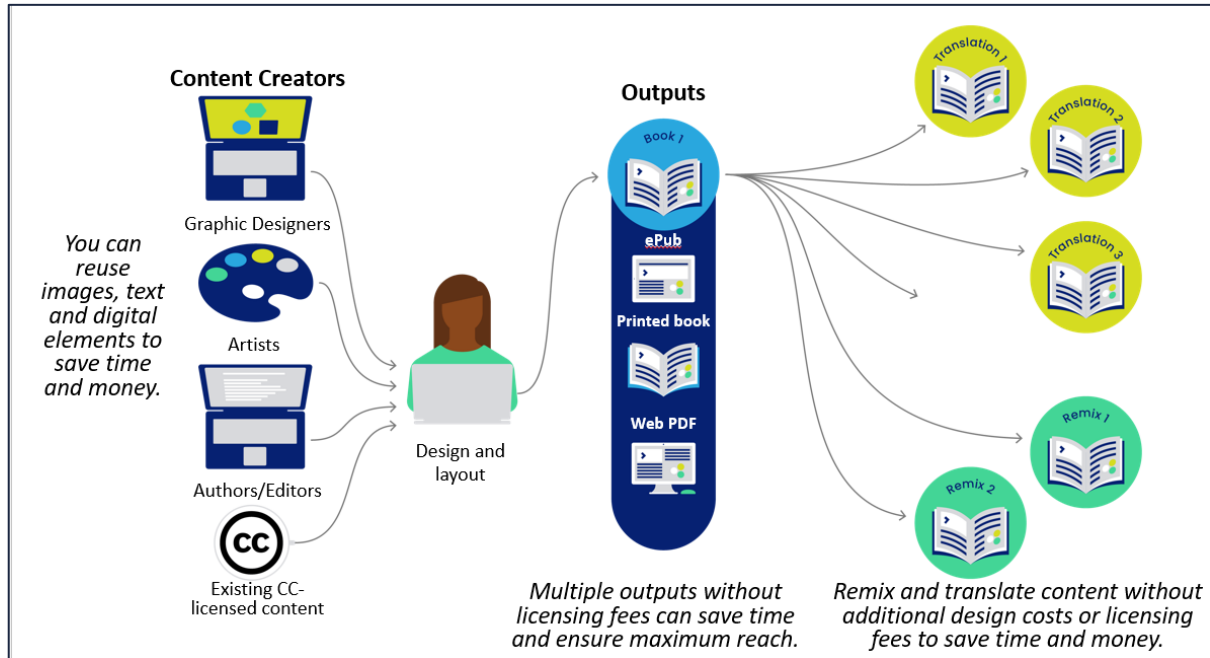 Content Creators
Graphic Designers
Artists
Authors/Editors
CC
Existing CC-
licensed content
You can
reuse
images, text
and digital
elements to
save time
and money.
Design and
layout
Outputs
Book 1
ePub
Printed book
Web PDF
Multiple outputs without
licensing fees can save time
and ensure maximum reach.
Translation 1
Translation 2
Translation 3
Remix 1
Remix 2
Remix and translate content without
additional design costs or licensing
fees to save time and money.